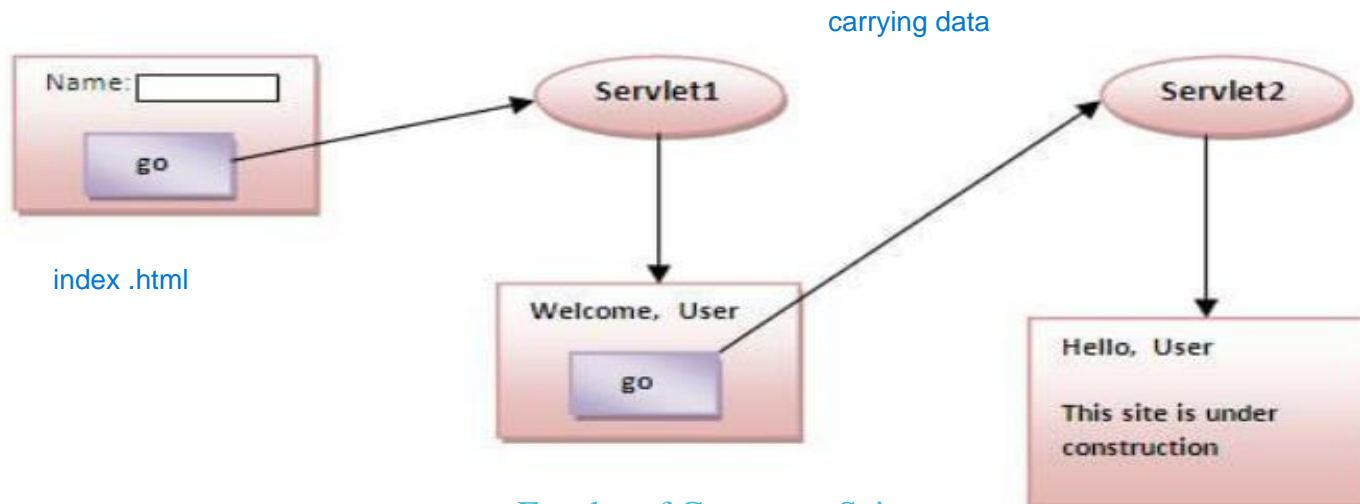 carrying data
Name:
go
Servlet1
Servlet2
index .html
Welcome, User
go
Hello, User
This site is under
construction